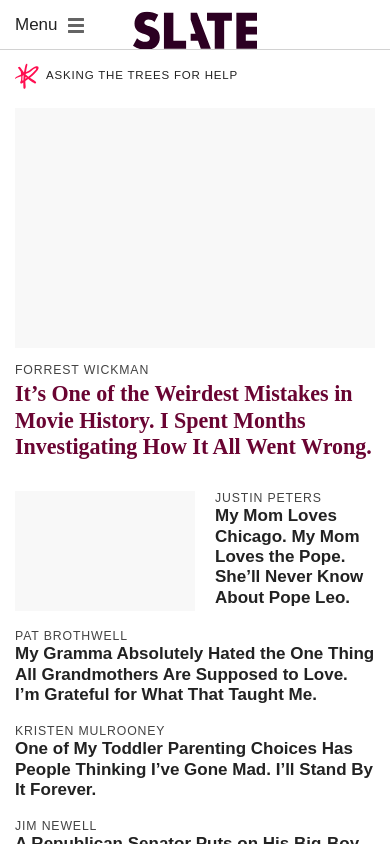 Menu
SLATE
ASKING THE TREES FOR HELP
FORREST WICKMAN
It’s One of the Weirdest Mistakes in
Movie History. I Spent Months
Investigating How It All Went Wrong.
JUSTIN PETERS
My Mom Loves
Chicago. My Mom
Loves the Pope.
She’ll Never Know
About Pope Leo.
PAT BROTHWELL
My Gramma Absolutely Hated the One Thing
All Grandmothers Are Supposed to Love.
I’m Grateful for What That Taught Me.
KRISTEN MULROONEY
One of My Toddler Parenting Choices Has
People Thinking I’ve Gone Mad. I’ll Stand By
It Forever.
JIM NEWELL
A Republican Senator Puts on His Big-Boy